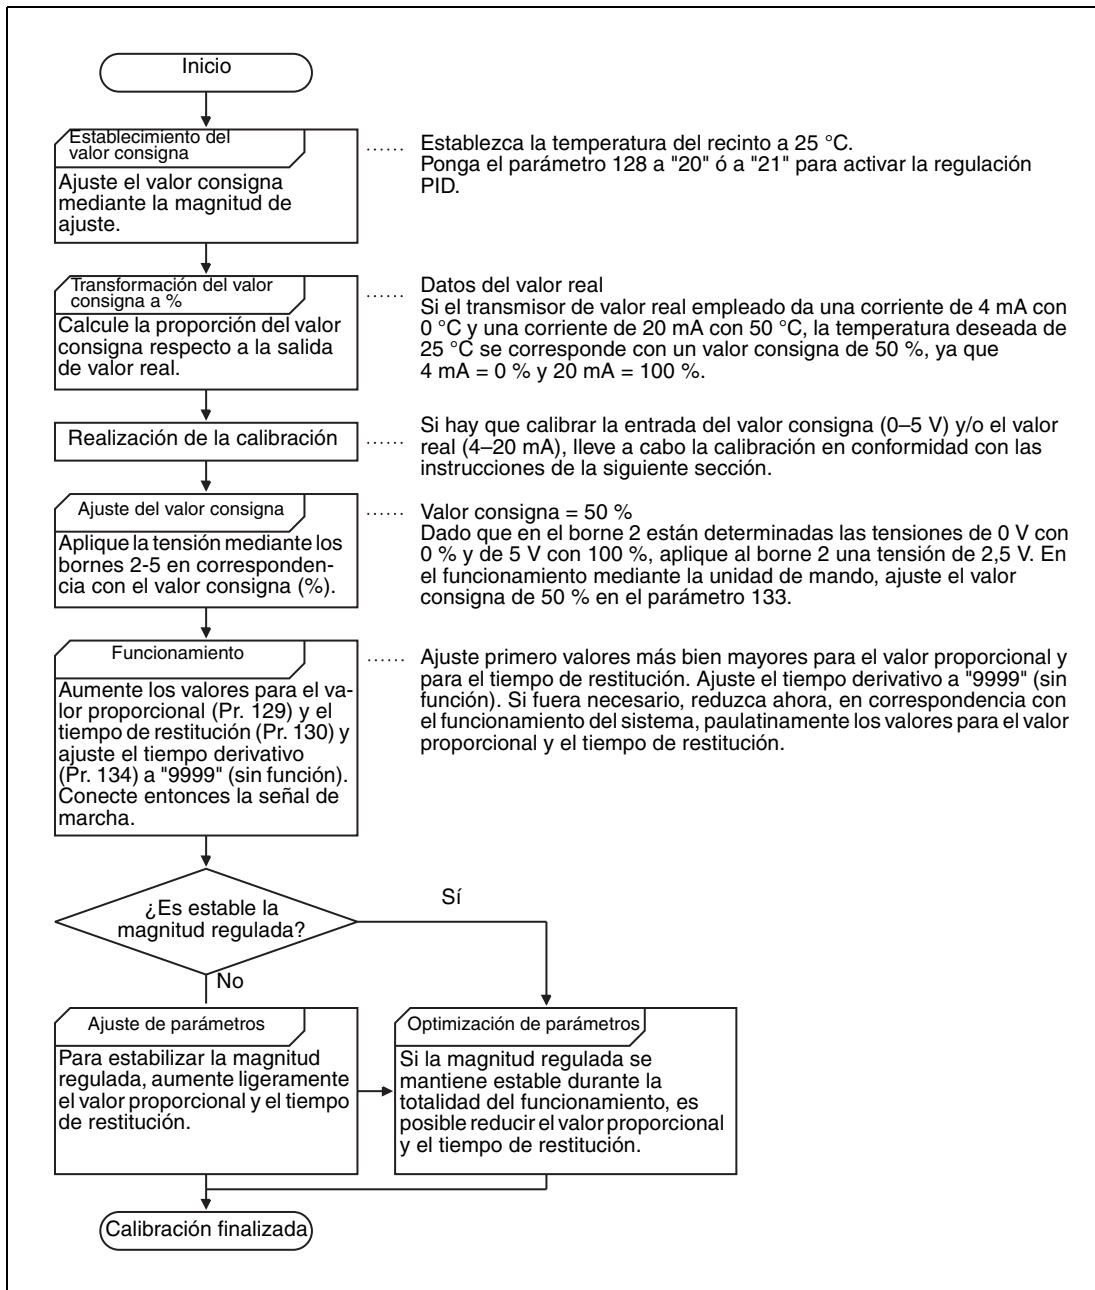 Inicio
Establecimiento del
valor consigna
Ajuste el valor consigna
mediante la magnitud de
ajuste.
...... Establezca la temperatura del recinto a 25 °C.
Ponga el parámetro 128 a "20" ó a "21" para activar la regulación
PID.
Transformación del valor
consigna a %
Calcule la proporción del valor
consigna respecto a la salida
de valor real.
...... Datos del valor real
Si el transmisor de valor real empleado da una corriente de 4 mA con
0 °C y una corriente de 20 mA con 50 °C, la temperatura deseada de
25 °C se corresponde con un valor consigna de 50 %, ya que
4 mA = 0 % y 20 mA = 100 %.
Realización de la calibración
...... Si hay que calibrar la entrada del valor consigna (0–5 V) y/o el valor
real (4–20 mA), lleve a cabo la calibración en conformidad con las
instrucciones de la siguiente sección.
Ajuste del valor consigna
Aplique la tensión mediante los
bornes 2-5 en corresponden-
cia con el valor consigna (%).
...... Valor consigna = 50 %
Dado que en el borne 2 están determinadas las tensiones de 0 V con
0 % y de 5 V con 100 %, aplique al borne 2 una tensión de 2,5 V. En
el funcionamiento mediante la unidad de mando, ajuste el valor
consigna de 50 % en el parámetro 133.
Funcionamiento
Aumente los valores para el va-
lor proporcional (Pr. 129) y el
tiempo de restitución (Pr. 130) y
ajuste el tiempo derivativo
(Pr. 134) a "9999" (sin función).
Conecte entonces la señal de
marcha.
...... Ajuste primero valores más bien mayores para el valor proporcional y
para el tiempo de restitución. Ajuste el tiempo derivativo a "9999" (sin
función). Si fuera necesario, reduzca ahora, en correspondencia con
el funcionamiento del sistema, paulatinamente los valores para el valor
proporcional y el tiempo de restitución.
¿Es estable la
magnitud regulada?
Sí
No
Ajuste de parámetros
Para estabilizar la magnitud
regulada, aumente ligeramente
el valor proporcional y el tiempo
de restitución.
Optimización de parámetros
Si la magnitud regulada se
mantiene estable durante la
totalidad del funcionamiento, es
posible reducir el valor proporcional
y el tiempo de restitución.
Calibración finalizada